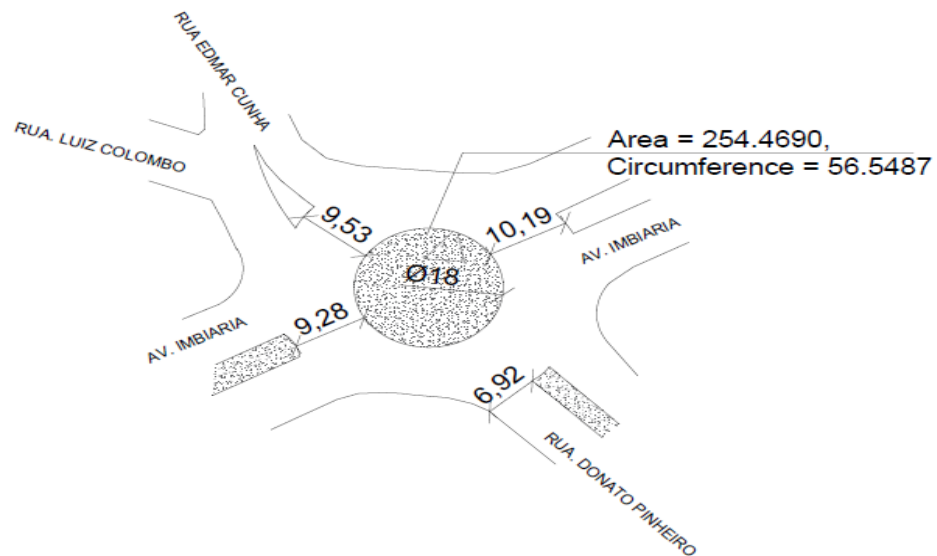 RUA EDMAR CUNHA
RUA. LUIZ COLOMBO
Area = 254.4690,
Circumference = 56.5487
9,53
10,19
AV. IMBIARIA
Ø18
9,28
AV. IMBIARIA
6,92
RUA. DONATO PINHEIRO